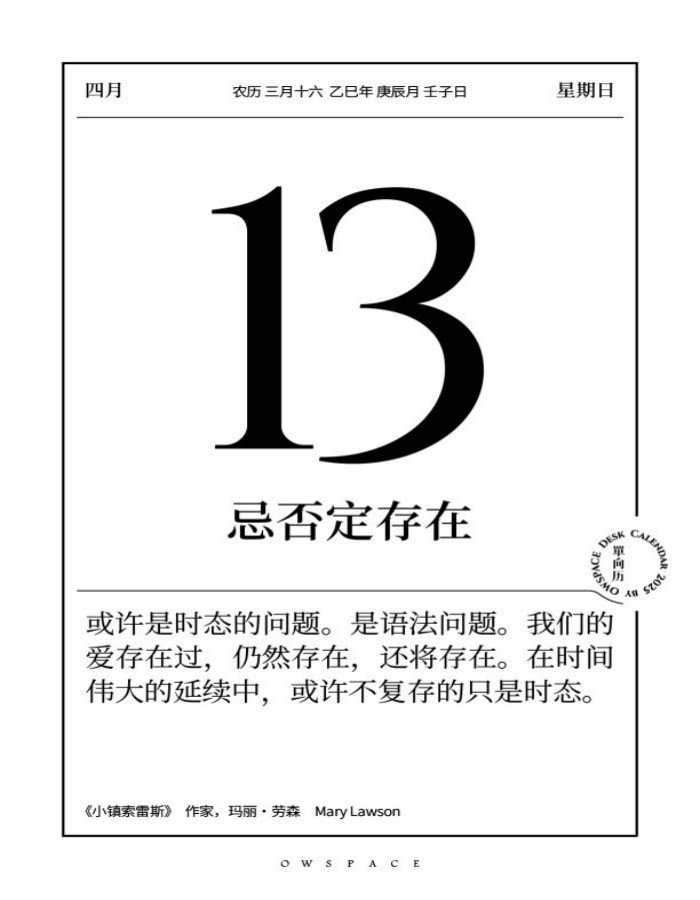 四月 农历 三月十六 乙巳年 庚辰月 壬子日 星期日
13
忌否定存在
DESK CALENDAR 2025 BY OWSPACE
單向历
或许是时态的问题。是语法问题。我们的
爱存在过，仍然存在，还将存在。在时间
伟大的延续中，或许不复存的只是时态。
《小镇索雷斯》 作家，玛丽·劳森 Mary Lawson
OWSPACE